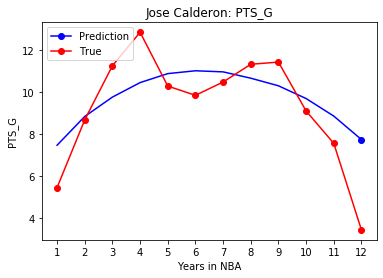 Jose Calderon: PTS_G
Prediction
True
12
10
8
6
4
PTS_G
1 2 3 4 5 6 7 8 9 10 11 12
Years in NBA